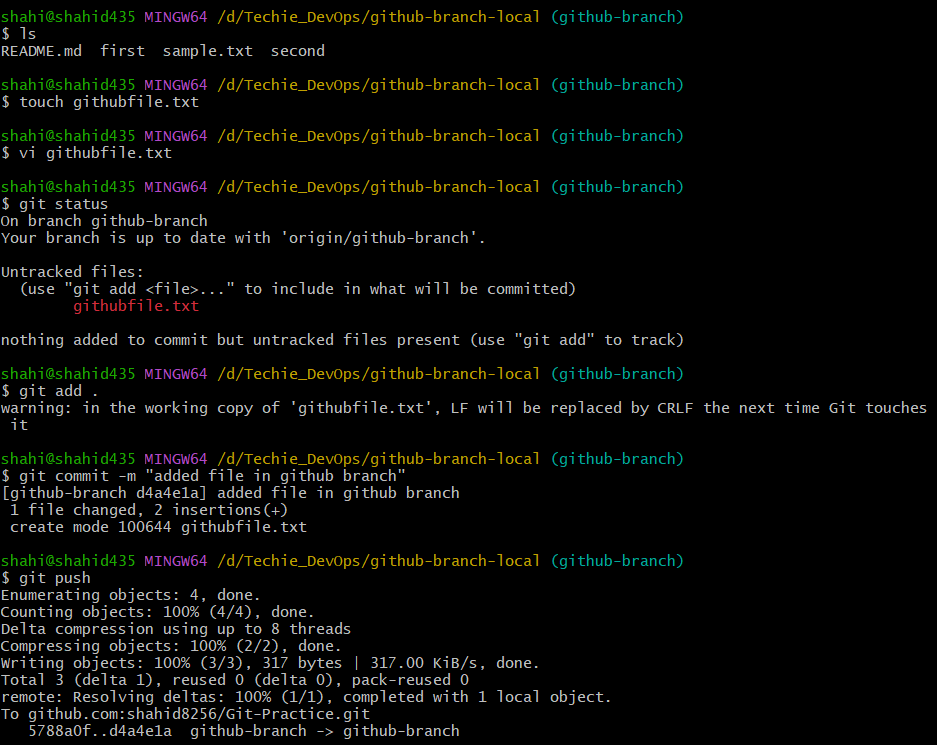 shahi@shahid435 MINGW64 /d/Techie_DevOps/github-branch-local (github-branch)
$ ls
README.md  first  sample.txt  second

shahi@shahid435 MINGW64 /d/Techie_DevOps/github-branch-local (github-branch)
$ touch githubfile.txt

shahi@shahid435 MINGW64 /d/Techie_DevOps/github-branch-local (github-branch)
$ vi githubfile.txt

shahi@shahid435 MINGW64 /d/Techie_DevOps/github-branch-local (github-branch)
$ git status
On branch github-branch
Your branch is up to date with 'origin/github-branch'.

Untracked files:
  (use "git add <file>..." to include in what will be committed)
        githubfile.txt

nothing added to commit but untracked files present (use "git add" to track)

shahi@shahid435 MINGW64 /d/Techie_DevOps/github-branch-local (github-branch)
$ git add .
warning: in the working copy of 'githubfile.txt', LF will be replaced by CRLF the next time Git touches
 it

shahi@shahid435 MINGW64 /d/Techie_DevOps/github-branch-local (github-branch)
$ git commit -m "added file in github branch"
[github-branch d4a4e1a] added file in github branch
 1 file changed, 2 insertions(+)
 create mode 100644 githubfile.txt

shahi@shahid435 MINGW64 /d/Techie_DevOps/github-branch-local (github-branch)
$ git push
Enumerating objects: 4, done.
Counting objects: 100% (4/4), done.
Delta compression using up to 8 threads
Compressing objects: 100% (2/2), done.
Writing objects: 100% (3/3), 317 bytes | 317.00 KiB/s, done.
Total 3 (delta 1), reused 0 (delta 0), pack-reused 0
remote: Resolving deltas: 100% (1/1), completed with 1 local object.
To github.com:shahid8256/Git-Practice.git
   5788a0f..d4a4e1a  github-branch -> github-branch